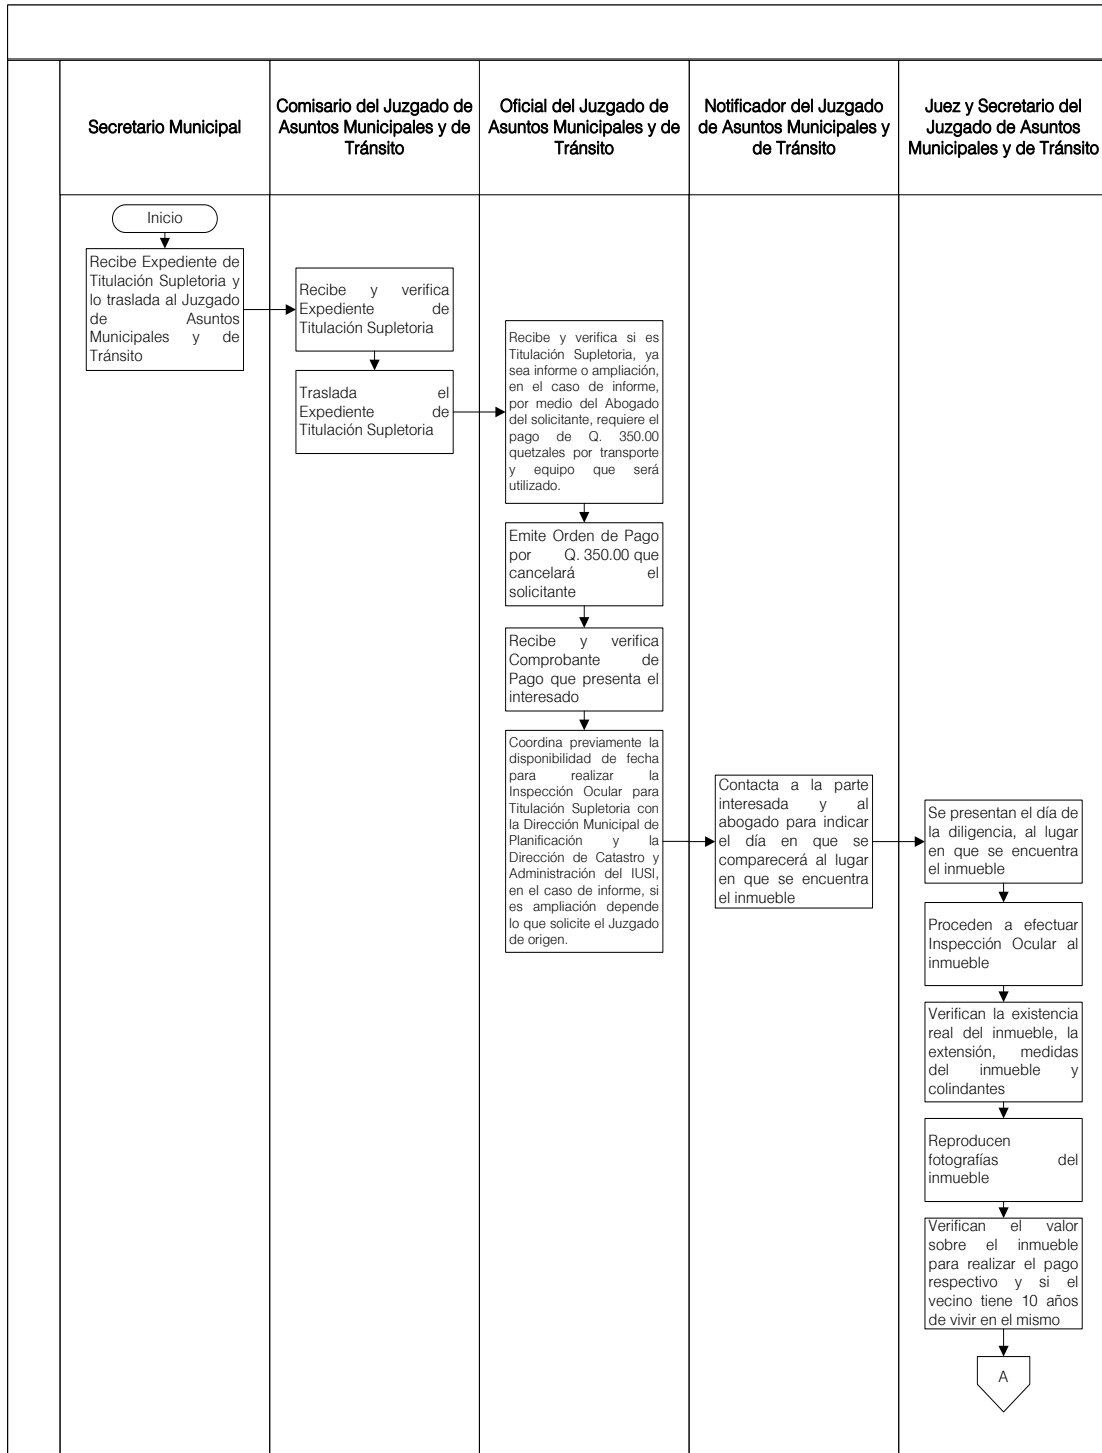 Secretario Municipal
Comisario del Juzgado de
Asuntos Municipales y de
Tránsito
Oficial del Juzgado de
Asuntos Municipales y de
Tránsito
Notificador del Juzgado
de Asuntos Municipales y
de Tránsito
Juez y Secretario del
Juzgado de Asuntos
Municipales y de Tránsito
Inicio
Recibe Expediente de
Titulación Supletoria y
lo traslada al Juzgado
de Asuntos
Municipales y de
Tránsito
Recibe y verifica
Expediente de
Titulación Supletoria
Traslada el
Expediente de
Titulación Supletoria
Recibe y verifica si es
Titulación Supletoria, ya
sea informe o ampliación,
en el caso de informe,
por medio del Abogado
del solicitante, requiere el
pago de Q. 350.00
quetzales por transporte
y equipo que será
utilizado.
Emite Orden de Pago
por Q. 350.00 que
cancelará el
solicitante
Recibe y verifica
Comprobante de
Pago que presenta el
interesado
Coordina previamente la
disponibilidad de fecha
para realizar la
Inspección Ocular para
Titulación Supletoria con
la Dirección Municipal de
Planificación y la
Dirección de Catastro y
Administración del IUSI,
en el caso de informe, si
es ampliación depende
lo que solicite el Juzgado
de origen.
Contacta a la parte
interesada y al
abogado para indicar
el día en que se
comparecerá al lugar
en que se encuentra
el inmueble
Se presentan el día de
la diligencia, al lugar
en que se encuentra
el inmueble
Proceden a efectuar
Inspección Ocular al
inmueble
Verifican la existencia
real del inmueble, la
extensión, medidas
del inmueble y
colindantes
Reproducen
fotografías del
inmueble
Verifican el valor
sobre el inmueble
para realizar el pago
respectivo y si el
vecino tiene 10 años
de vivir en el mismo
A